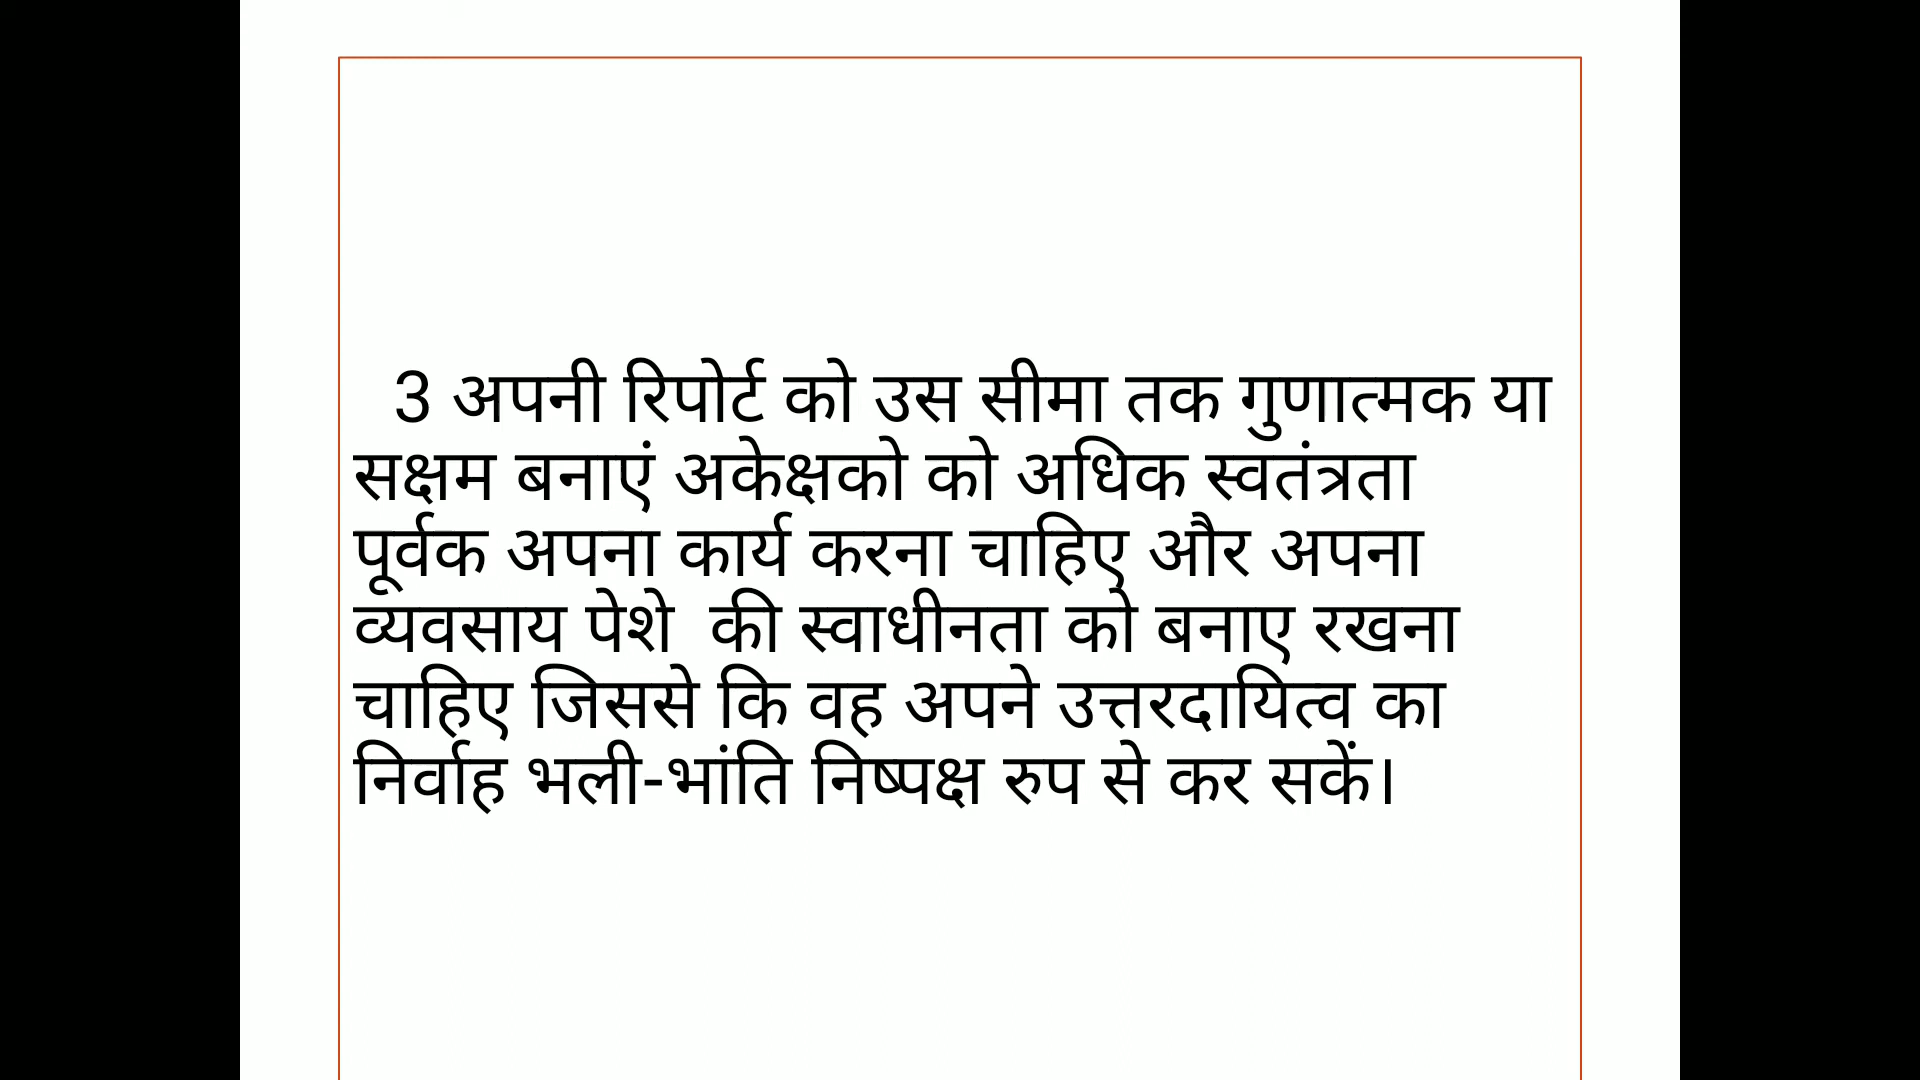 3 अपनी रिपोर्ट को उस सीमा तक गुणात्मक या
सक्षम बनाएं अकेक्षको को अधिक स्वतंत्रता
पूर्वक अपना कार्य करना चाहिए और अपना
व्यवसाय पेशे  की स्वाधीनता को बनाए रखना
चाहिए जिससे कि वह अपने उत्तरदायित्व का
निर्वाह भली-भांति निष्पक्ष रुप से कर सकें।